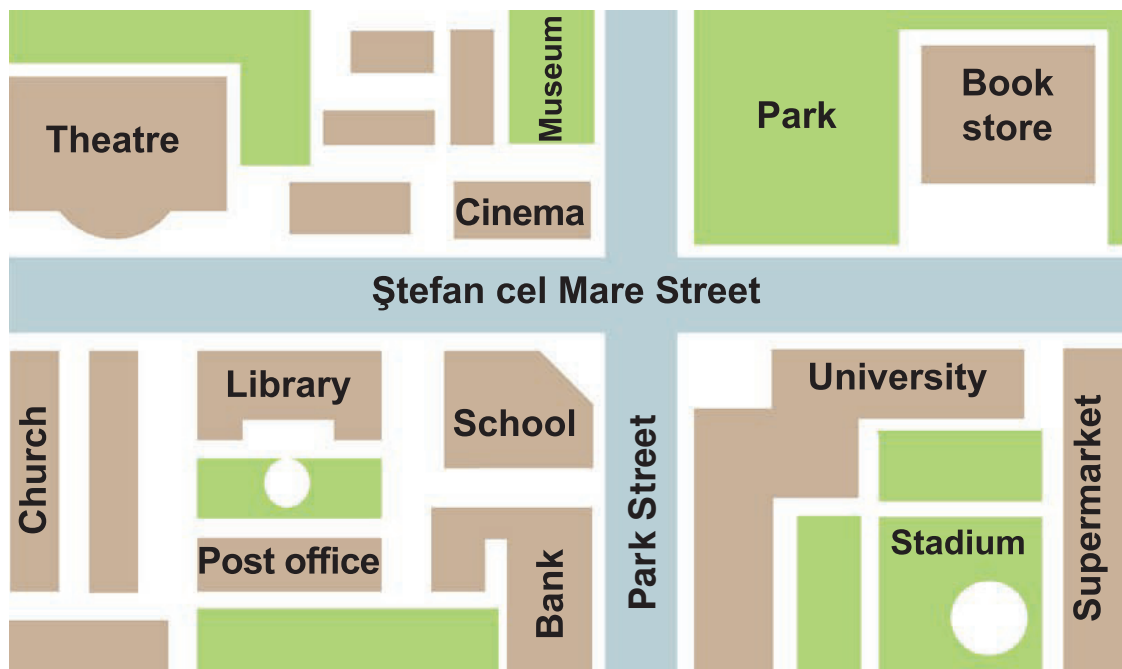 Theatre
Museum
Park
Book
store
Cinema
Ştefan cel Mare Street
Church
Library
School
Park Street
University
Supermarket
Post office
Bank
Stadium